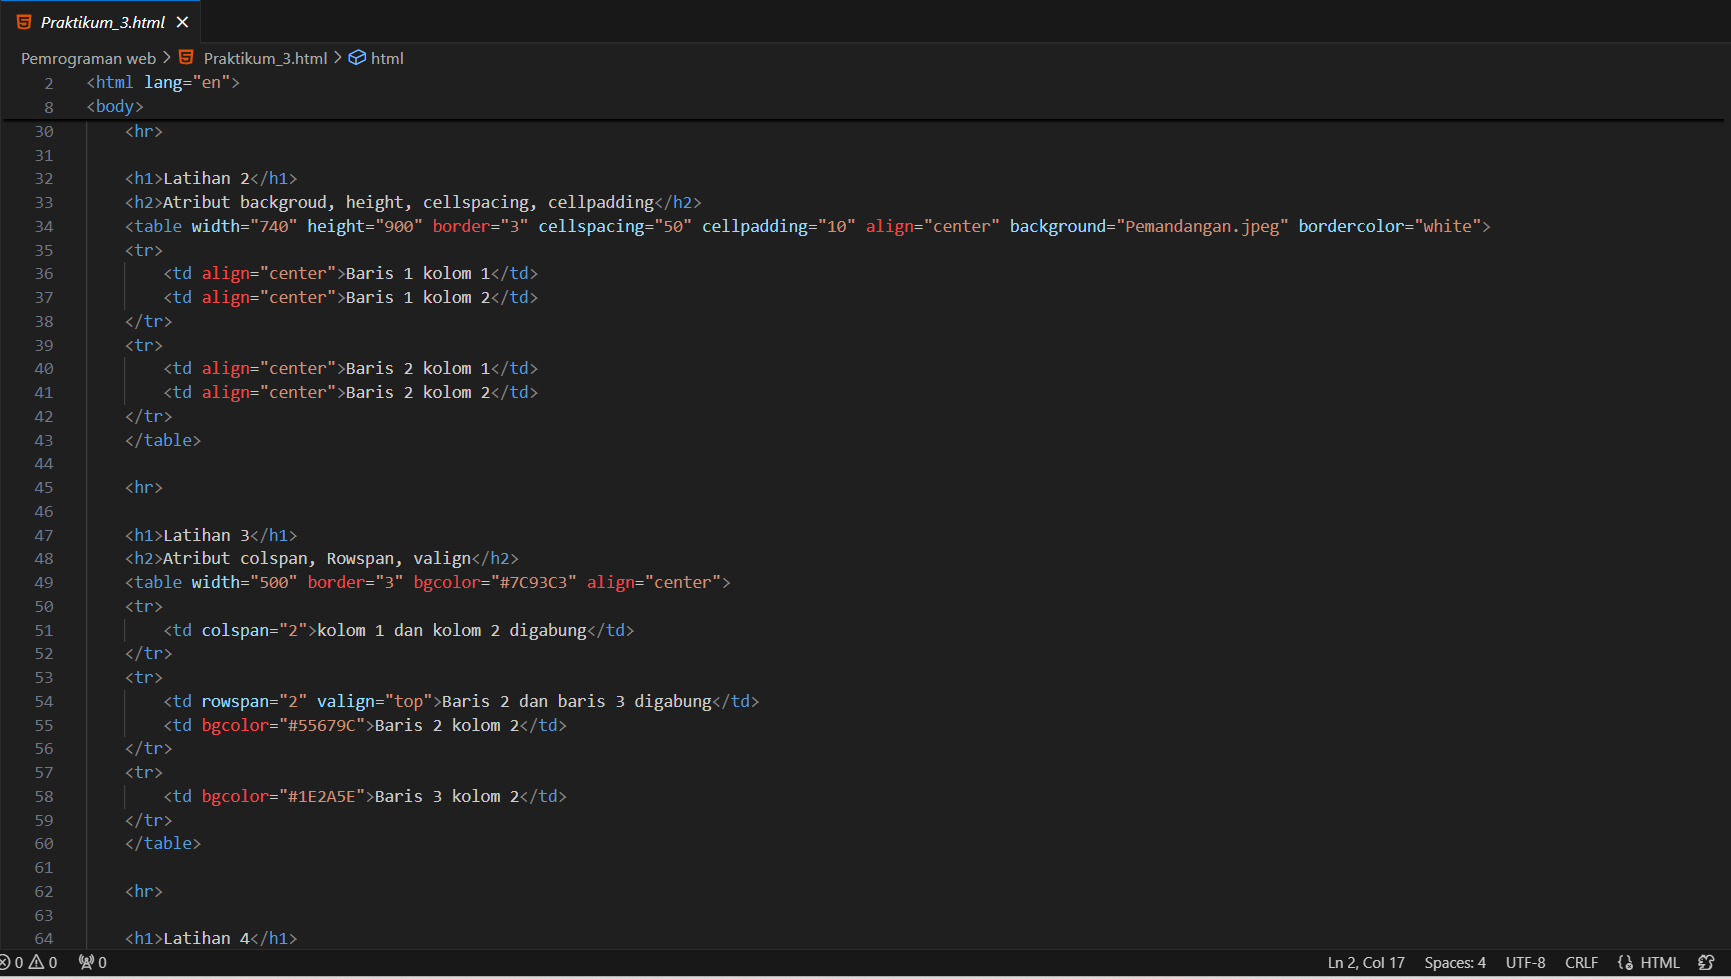 Praktikum_3.html
Pemrograman web > Praktikum_3.html > html
2 <html lang="en">
8 <body>
30 <hr>
31
32 <h1>Latihan 2</h1>
33 <h2>Atribut backgroud, height, cellspacing, cellpadding</h2>
34 <table width="740" height="900" border="3" cellspacing="50" cellpadding="10" align="center" background="Pemandangan.jpeg" bordercolor="white">
35 <tr>
36 <td align="center">Baris 1 kolom 1</td>
37 <td align="center">Baris 1 kolom 2</td>
38 </tr>
39 <tr>
40 <td align="center">Baris 2 kolom 1</td>
41 <td align="center">Baris 2 kolom 2</td>
42 </tr>
43 </table>
44
45 <hr>
46
47 <h1>Latihan 3</h1>
48 <h2>Atribut colspan, Rowspan, valign</h2>
49 <table width="500" border="3" bgcolor="#7C93C3" align="center">
50 <tr>
51 <td colspan="2">kolom 1 dan kolom 2 digabung</td>
52 </tr>
53 <tr>
54 <td rowspan="2" valign="top">Baris 2 dan baris 3 digabung</td>
55 <td bgcolor="#55679C">Baris 2 kolom 2</td>
56 </tr>
57 <tr>
58 <td bgcolor="#1E2A5E">Baris 3 kolom 2</td>
59 </tr>
60 </table>
61
62 <hr>
63
64 <h1>Latihan 4</h1>
0 0 0 Ln 2, Col 17 Spaces: 4 UTF-8 CRLF HTML